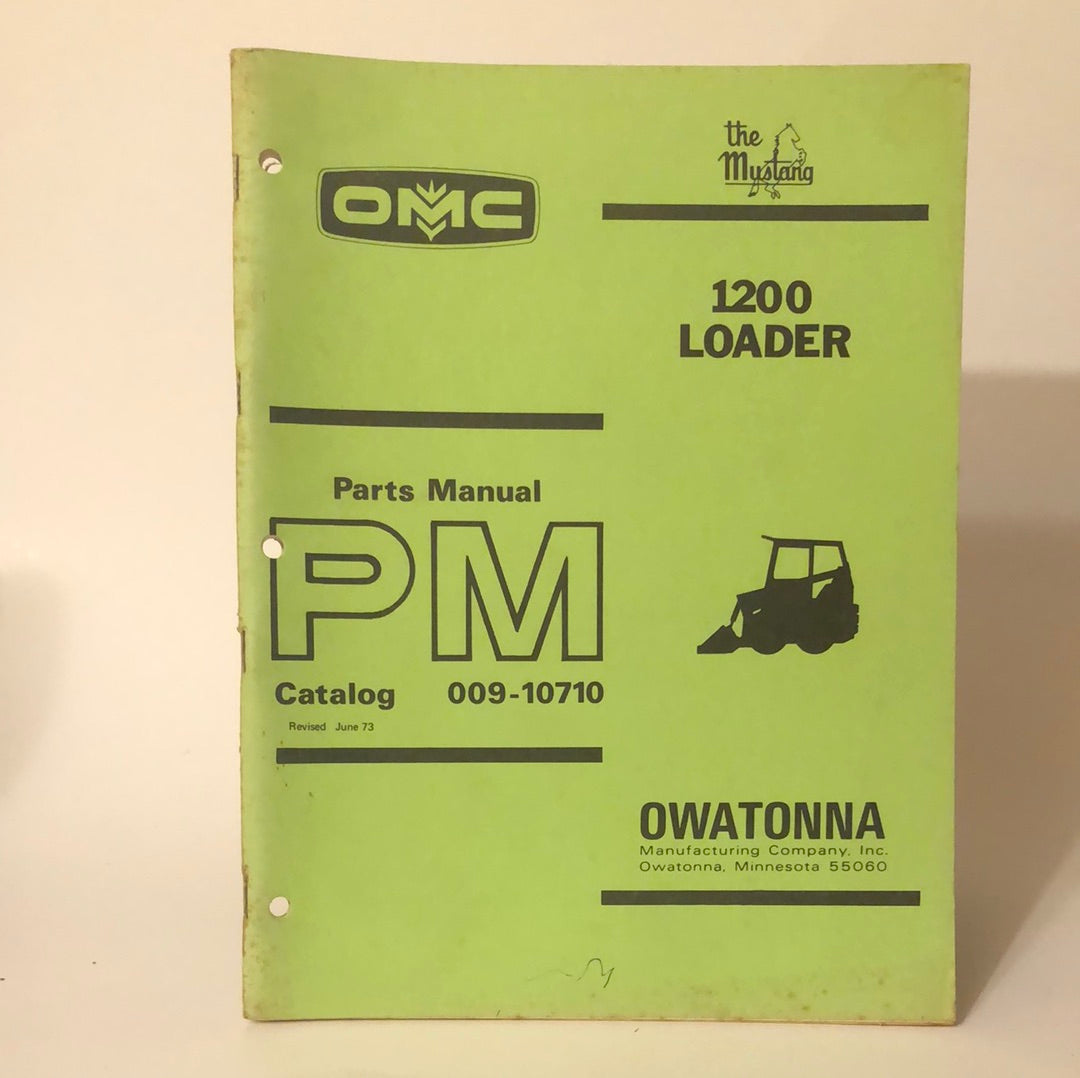 OMC
the
Mustang
1200
LOADER
Parts Manual
PM
Catalog 009-10710
Revised June 73
OWATONNA
Manufacturing Company, Inc.
Owatonna, Minnesota 55060